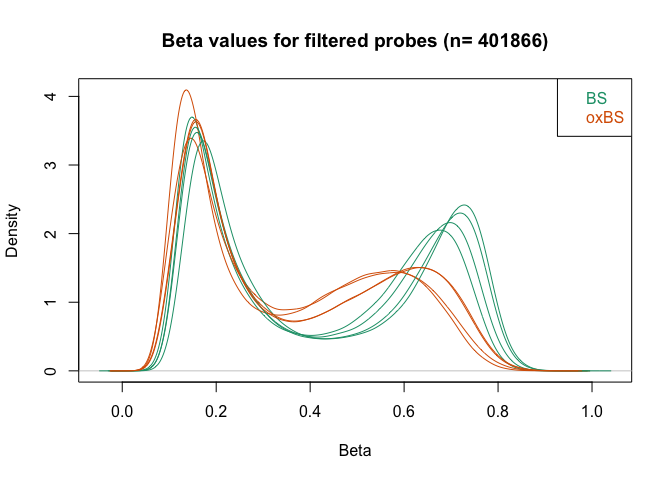 Beta values for filtered probes (n= 401866)
BS
oxBS
Density
4
3
2
1
0
0.0 0.2 0.4 0.6 0.8 1.0
Beta